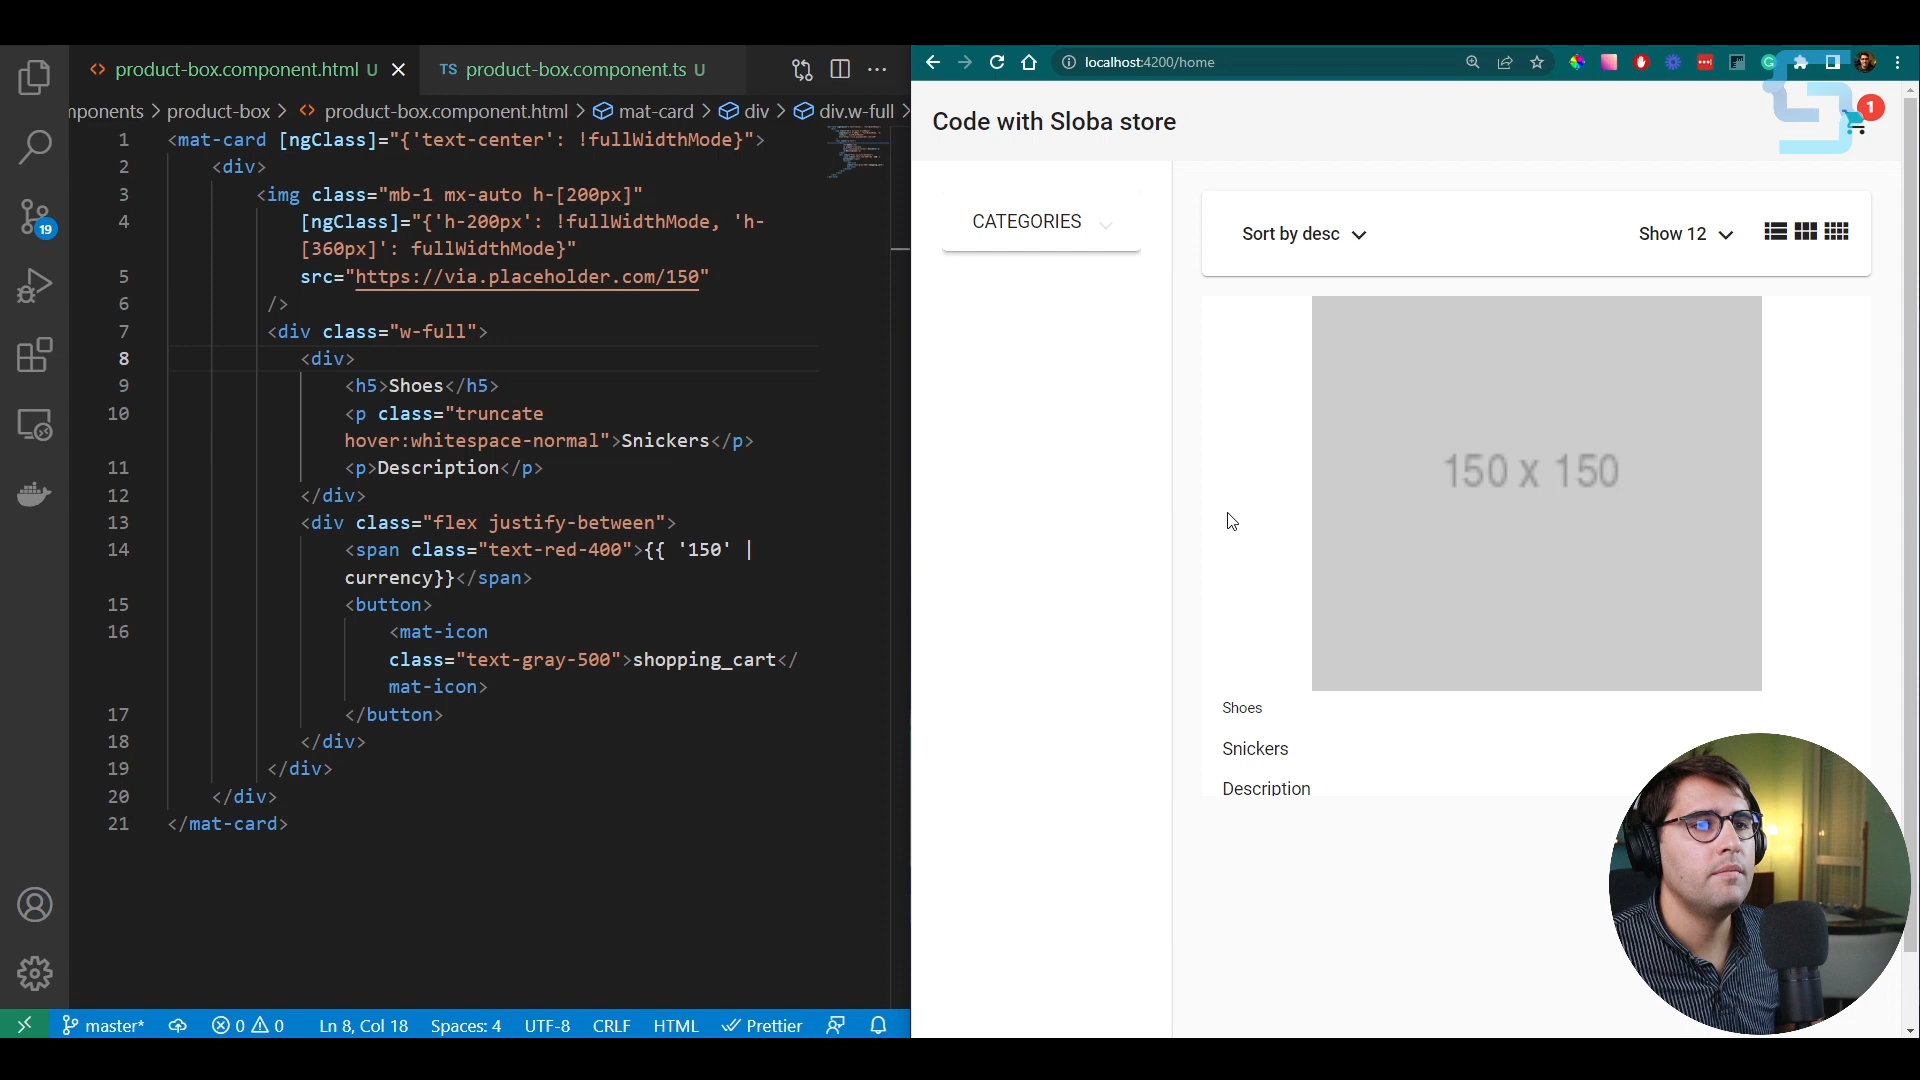 product-box.component.html U
TS product-box.component.ts U
mponents > product-box > product-box.component.html > mat-card > div > div.w-full >
1 <mat-card [ngClass]="{'text-center': !fullWidthMode}">
2 <div>
3 <img class="mb-1 mx-auto h-[200px]"
4 [ngClass]="{'h-200px': !fullWidthMode, 'h-
[360px]': fullWidthMode}"
5 src="https://via.placeholder.com/150"
6 />
7 <div class="w-full">
8 <div>
9 <h5>Shoes</h5>
10 <p class="truncate
hover:whitespace-normal">Snickers</p>
11 <p>Description</p>
12 </div>
13 <div class="flex justify-between">
14 <span class="text-red-400">{{ '150' |
currency}}</span>
15 <button>
16 <mat-icon
class="text-gray-500">shopping_cart</
mat-icon>
17 </button>
18 </div>
19 </div>
20 </div>
21 </mat-card>
19
master* 0 0 Ln 8, Col 18 Spaces: 4 UTF-8 CRLF HTML Prettier
localhost:4200/home
Code with Sloba store
1
CATEGORIES
Sort by desc
Show 12
150 x 150
Shoes
Snickers
Description